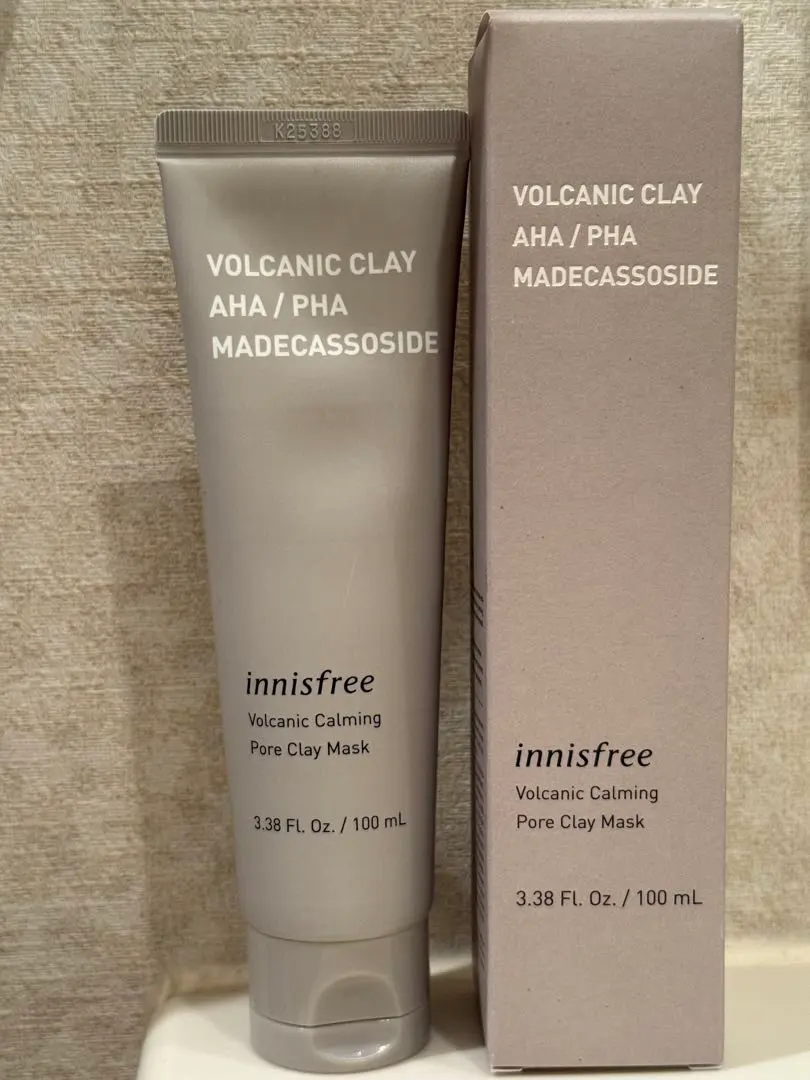 K25388
VOLCANIC CLAY
AHA / PHA
MADECASSOSIDE
innisfree
Volcanic Calming
Pore Clay Mask
3.38 Fl. Oz. / 100 mL
VOLCANIC CLAY
AHA / PHA
MADECASSOSIDE
innisfree
Volcanic Calming
Pore Clay Mask
3.38 Fl. Oz. / 100 mL